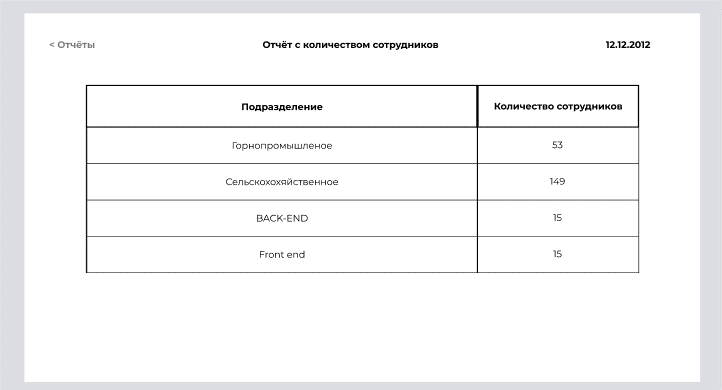 < Отчёты Отчёт с количеством сотрудников 12.12.2012
Подразделение Количество сотрудников
Горнопромышленое 53
Сельскохохяйственное 149
BACK-END 15
Front end 15